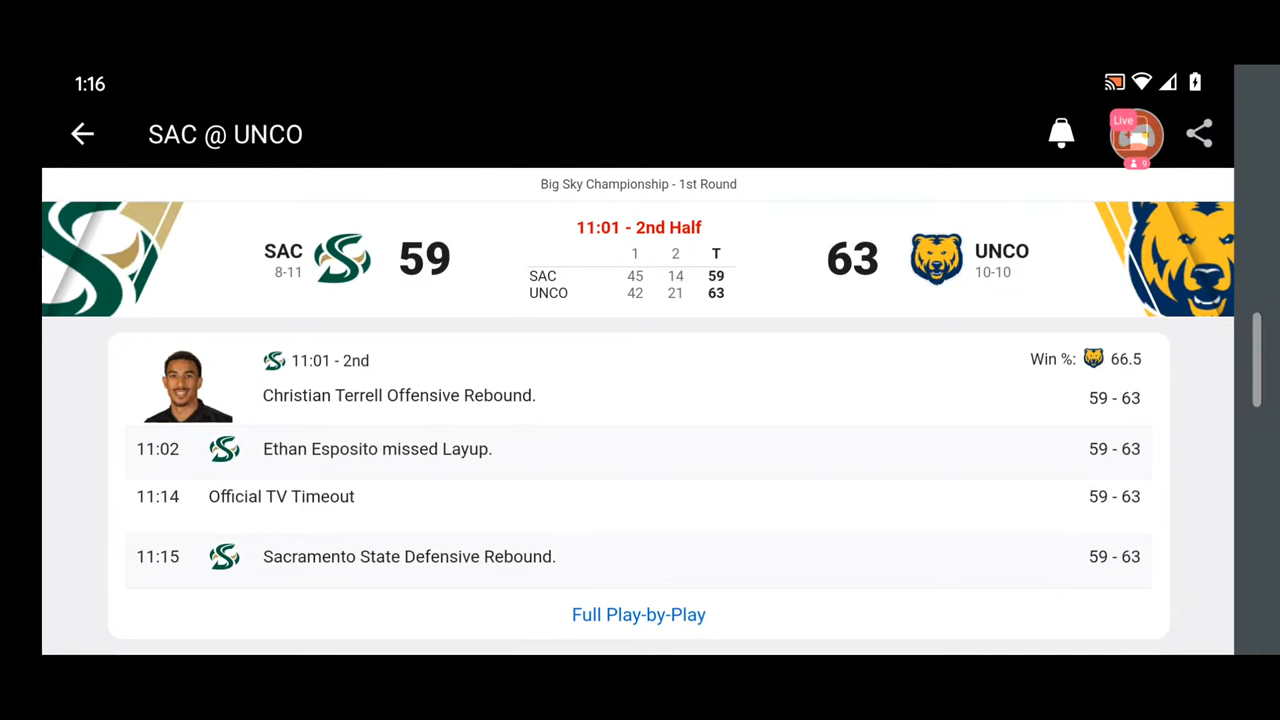 1:16
SAC @ UNCO
Live
9
Big Sky Championship - 1st Round
11:01 - 2nd Half
SAC
8-11
59
1 2 T
SAC 45 14 59
UNCO 42 21 63
63
UNCO
10-10
11:01 - 2nd
Win %: 66.5
Christian Terrell Offensive Rebound. 59 - 63
11:02 Ethan Esposito missed Layup. 59 - 63
11:14 Official TV Timeout 59 - 63
11:15 Sacramento State Defensive Rebound. 59 - 63
Full Play-by-Play